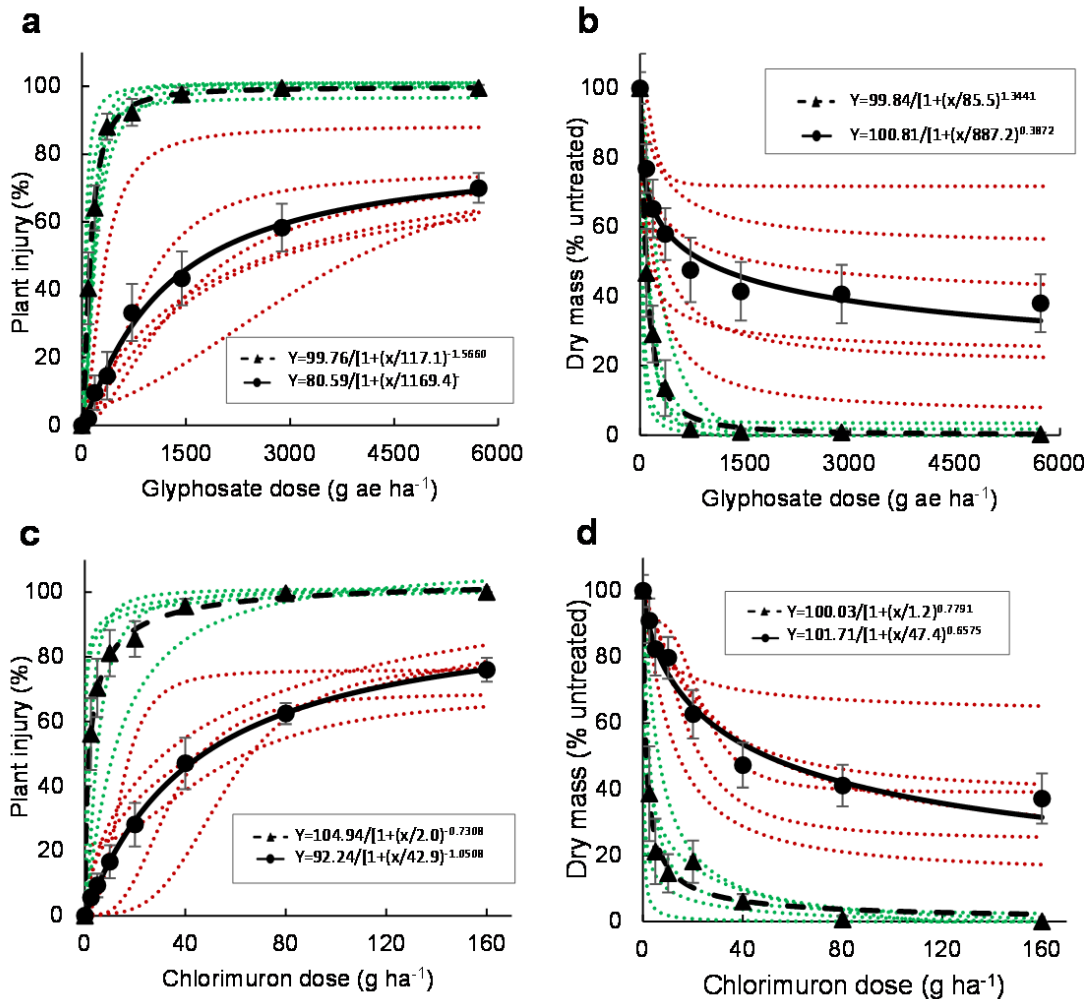 a
100
80
60
40
20
0
Plant injury (%)
Y=99.76/[1+(x/117.1)-1.5660
Y=80.59/[1+(x/1169.4)-
0 1500 3000 4500 6000
Glyphosate dose (g ae ha-1)
b
100
80
60
40
20
0
Dry mass (% untreated)
Y=99.84/[1+(x/85.5)1.3441
Y=100.81/[1+(x/887.2)0.3872
0 1500 3000 4500 6000
Glyphosate dose (g ae ha-1)
c
100
80
60
40
20
0
Plant injury (%)
Y=104.94/[1+(x/2.0)-0.7308
Y=92.24/[1+(x/42.9)-1.0508
0 40 80 120 160
Chlorimuron dose (g ha-1)
d
100
80
60
40
20
0
Dry mass (% untreated)
Y=100.03/[1+(x/1.2)0.7791
Y=101.71/[1+(x/47.4)0.6575
0 40 80 120 160
Chlorimuron dose (g ha-1)